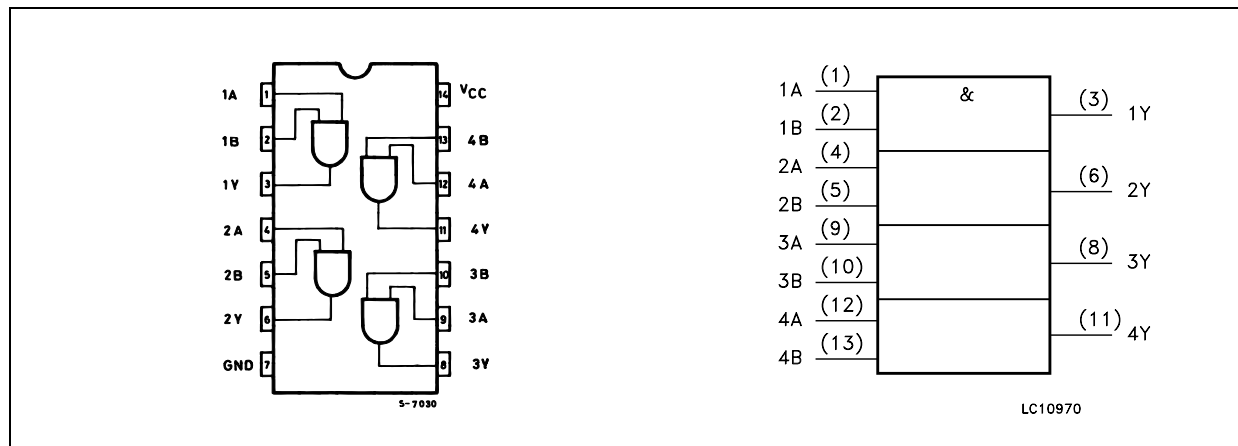 1A 1 14 VCC
1B 2 13 4B
1Y 3 12 4A
2A 4 11 4Y
2B 5 10 3B
2Y 6 9 3A
GND 7 8 3Y
S-7030
&
1A (1)
1B (2)
2A (4)
2B (5)
3A (9)
3B (10)
4A (12)
4B (13)
(3) 1Y
(6) 2Y
(8) 3Y
(11) 4Y
LC10970